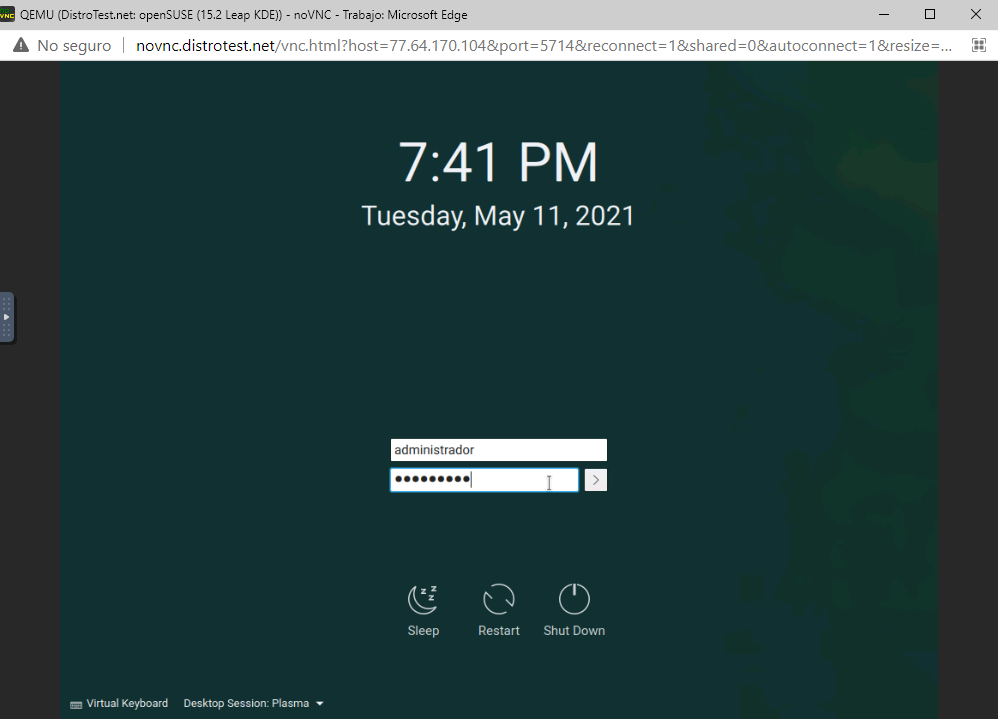 QEMU (DistroTest.net: openSUSE (15.2 Leap KDE)) - noVNC - Trabajo: Microsoft Edge
No seguro | novnc.distrotest.net/vnc.html?host=77.64.170.104&port=5714&reconnect=1&shared=0&autoconnect=1&resize=...
7:41 PM
Tuesday, May 11, 2021
administrador
•••••••••
Sleep Restart Shut Down
Virtual Keyboard Desktop Session: Plasma